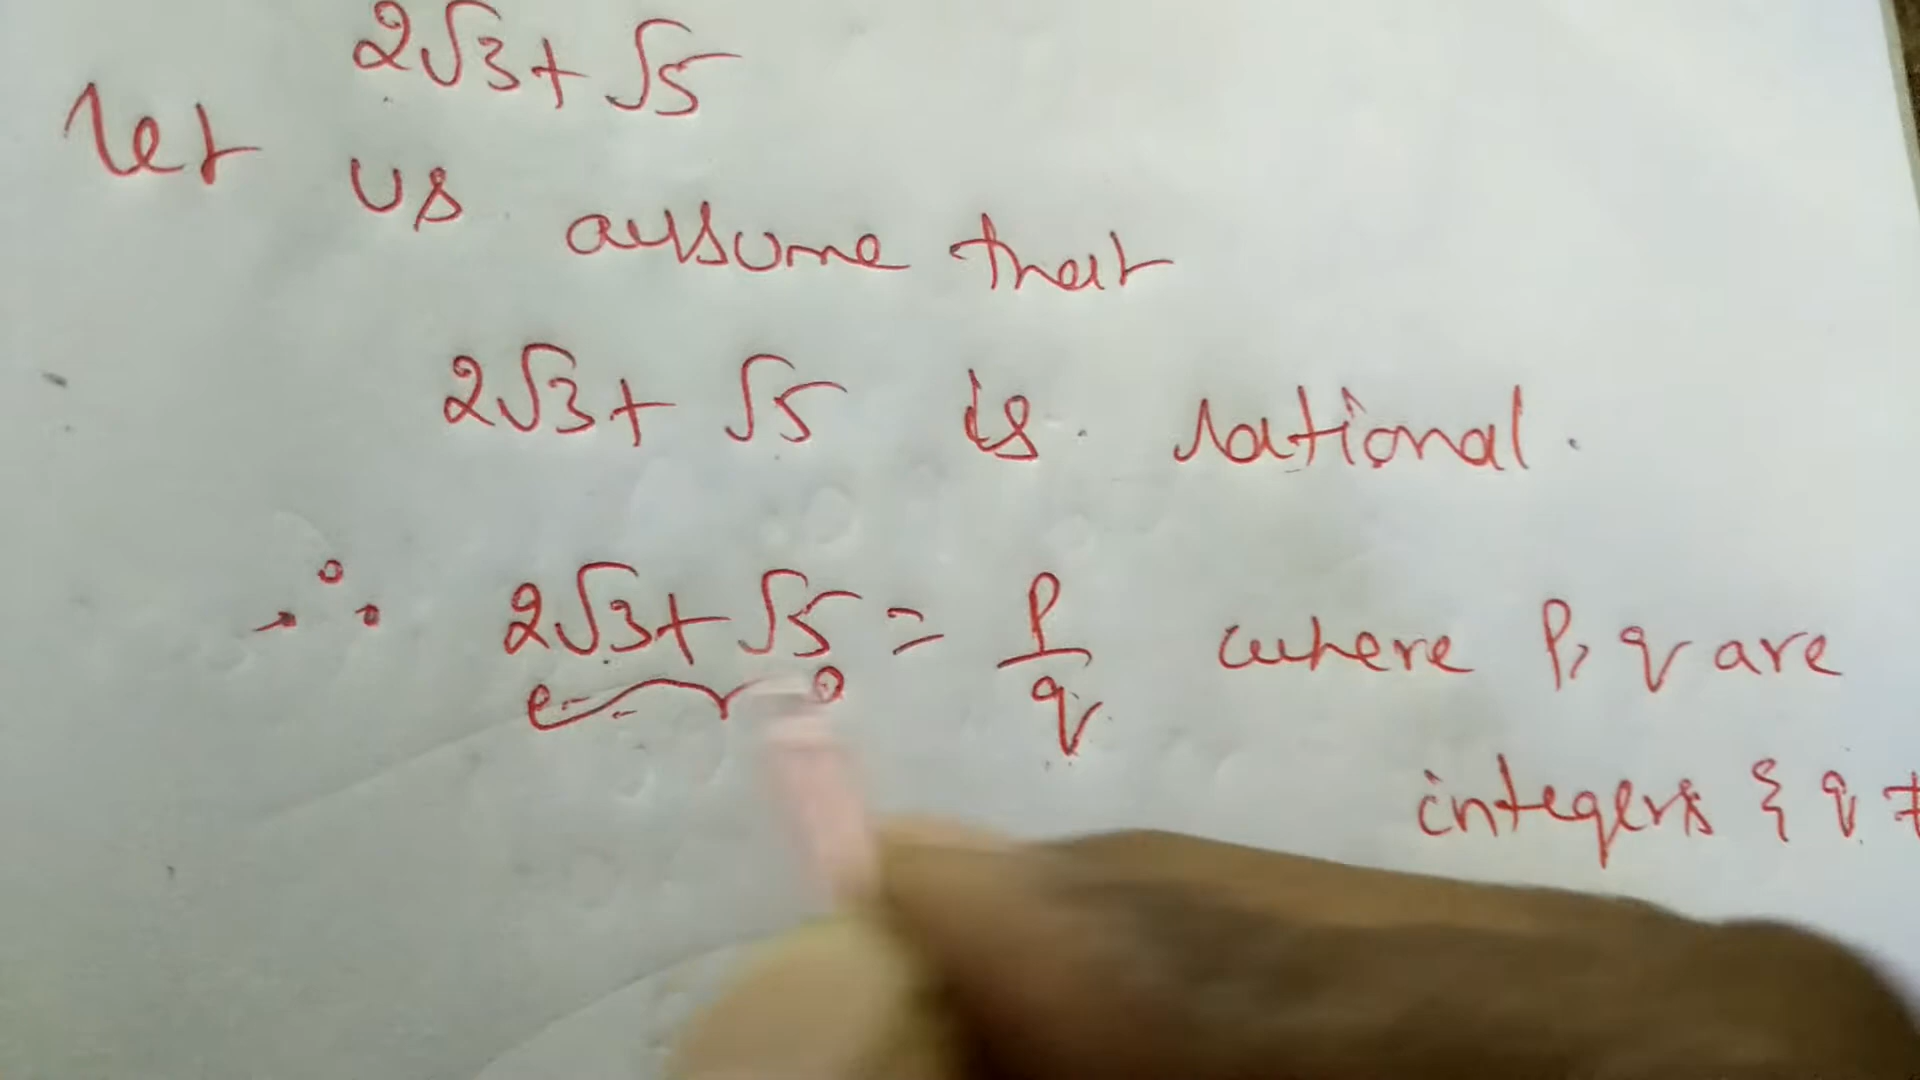 2√3+ √5
let us assume that
2√3+ √5 is rational.
∴ 2√3+ √5 = p/q where p, q are
integers & q ≠